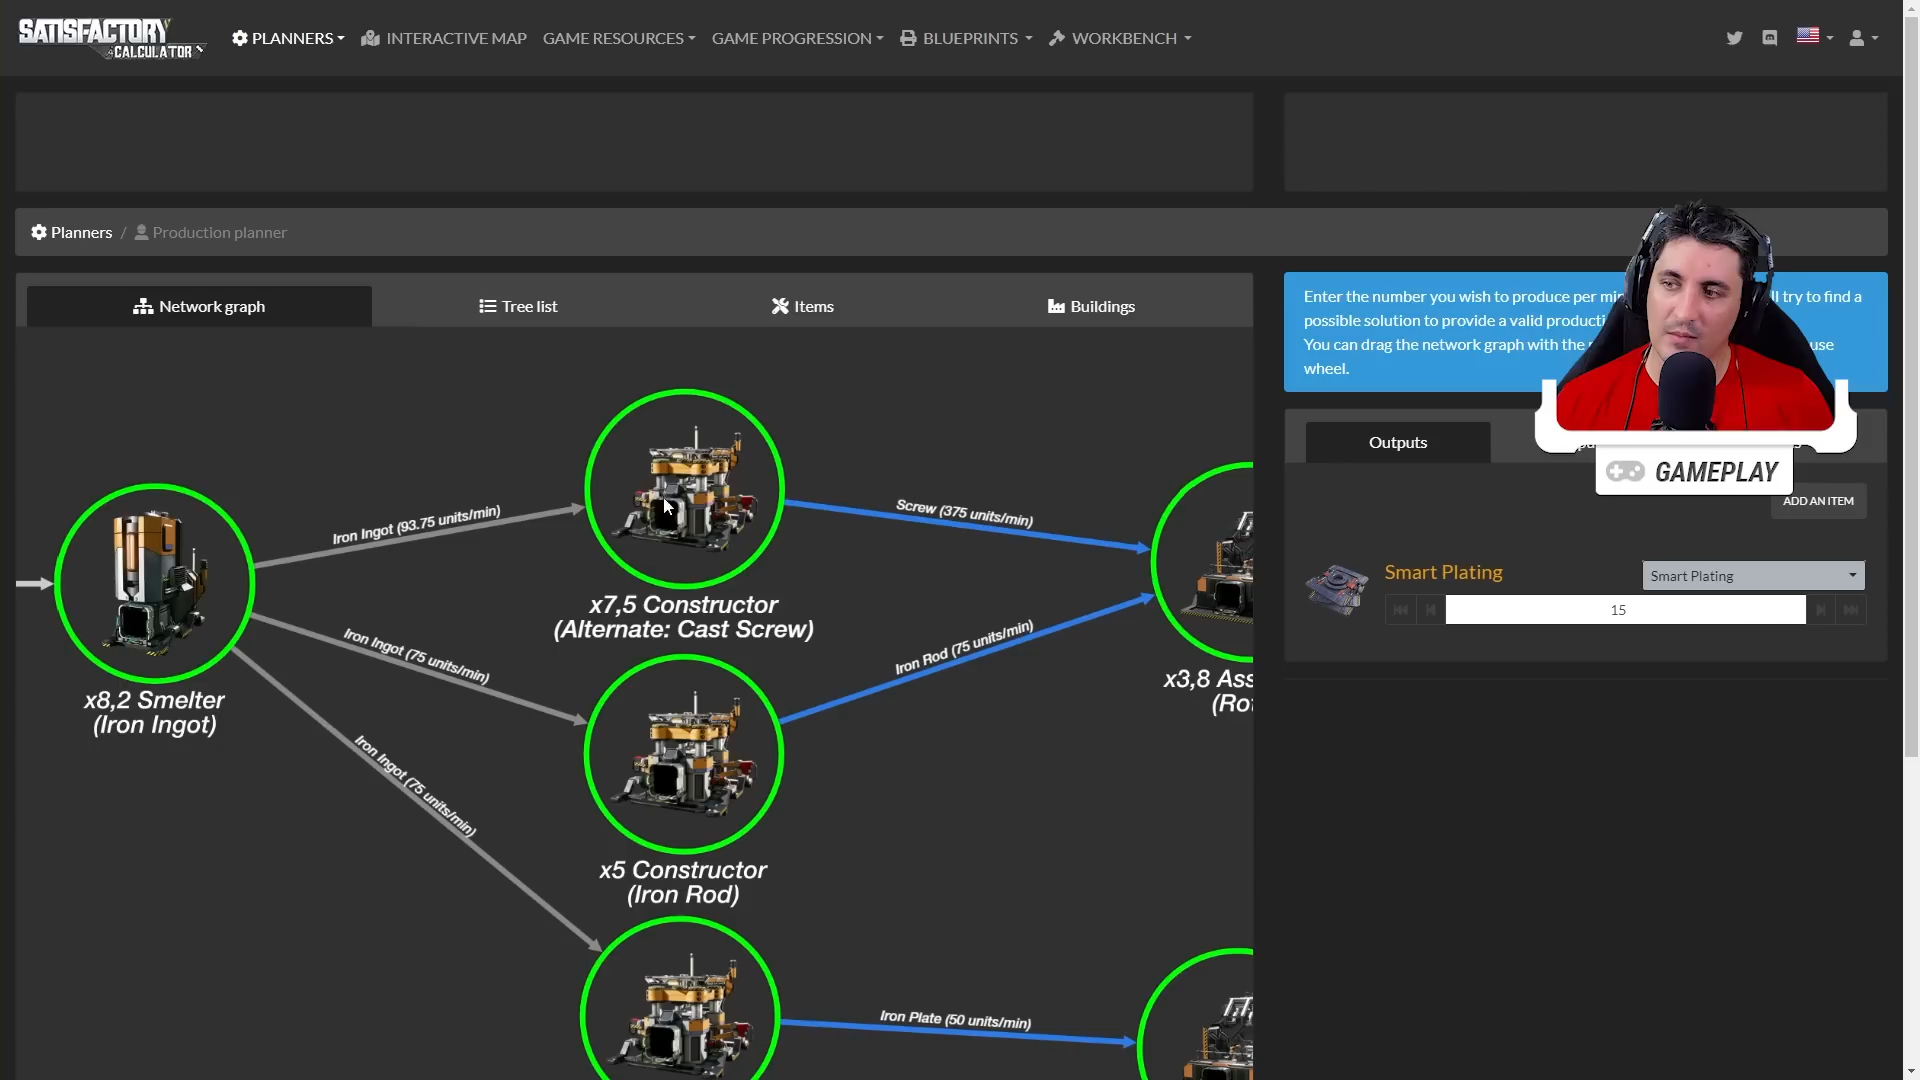 SATISFACTORY
CALCULATOR
PLANNERS
INTERACTIVE MAP
GAME RESOURCES
GAME PROGRESSION
BLUEPRINTS
WORKBENCH
Planners / Production planner
Network graph
Tree list
Items
Buildings
Enter the number you wish to produce per
ll try to find a
possible solution to provide a valid
You can drag the network graph with the
use
wheel.
Outputs
GAMEPLAY
ADD AN ITEM
Smart Plating
Smart Plating
15
Iron Ingot (93.75 units/min)
Screw (375 units/min)
x7,5 Constructor
(Alternate: Cast Screw)
Iron Ingot (75 units/min)
Iron Rod (75 units/min)
x8,2 Smelter
(Iron Ingot)
x3,8 Ass
(Ro
Iron Ingot (75 units/min)
x5 Constructor
(Iron Rod)
Iron Plate (50 units/min)